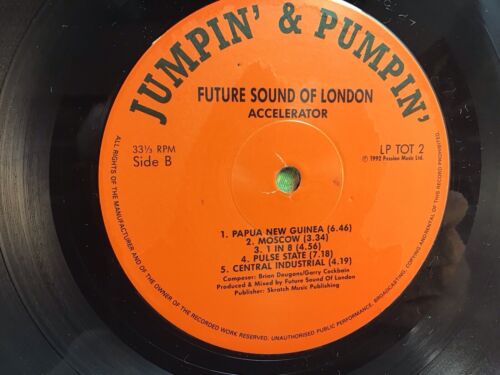 JUMPIN' & PUMPIN'
FUTURE SOUND OF LONDON
ACCELERATOR
33⅓ RPM
Side B
LP TOT 2
℗ 1992 Passion Music Ltd.
1. PAPUA NEW GUINEA (6.46)
2. MOSCOW (3.34)
3. 1 IN 8 (4.56)
4. PULSE STATE (7.18)
5. CENTRAL INDUSTRIAL (4.19)
Composer: Brian Dougans/Garry Cockbain
Produced & Mixed by Future Sound Of London
Publisher: Skratch Music Publishing
ALL RIGHTS OF THE MANUFACTURER AND OF THE OWNER OF THE RECORDED WORK RESERVED. UNAUTHORISED PUBLIC PERFORMANCE, BROADCASTING, COPYING AND RENTAL OF THIS RECORD PROHIBITED.